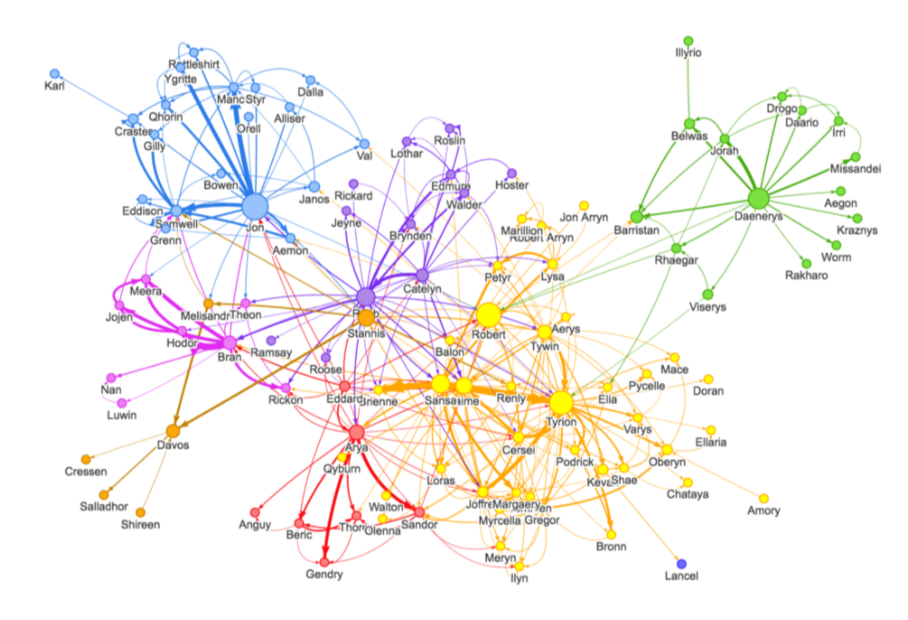 Illyrio
Rattleshirt
Ygritte
Karl
Dalla
Styr
Drogo
Daario
Qhorin
Alliser
Craster
Orell
Irri
Belwas
Roslin
Gilly
Lothar
Jorah
Val
Missandei
Edmure
Hoster
Bowen
Rickard
Janos
Walder
Aegon
Eddison
Jon Arryn
Daenerys
Samwell
Jon
Jeyne
Marillion
Robert Arryn
Barristan
Kraznys
Grenn
Brynden
Aemon
Worm
Rhaegar
Petyr
Lysa
Rakharo
Meera
Catelyn
Viserys
Jojen
Theon
Stannis
Robert
Aerys
Hodor
Tywin
Bran
Ramsay
Balon
Roose
Mace
Nan
Pycelle
Rickon
Eddard
Sansa
Renly
Elia
Doran
Luwin
Tyrion
Varys
Davos
Arya
Cersei
Ellaria
Cressen
Qyburn
Podrick
Oberyn
Loras
Shae
Salladhor
Chataya
Walton
Margaery
Amory
Shireen
Anguy
Sandor
Myrcella
Gregor
Beric
Olenna
Bronn
Meryn
Gendry
Ilyn
Lancel